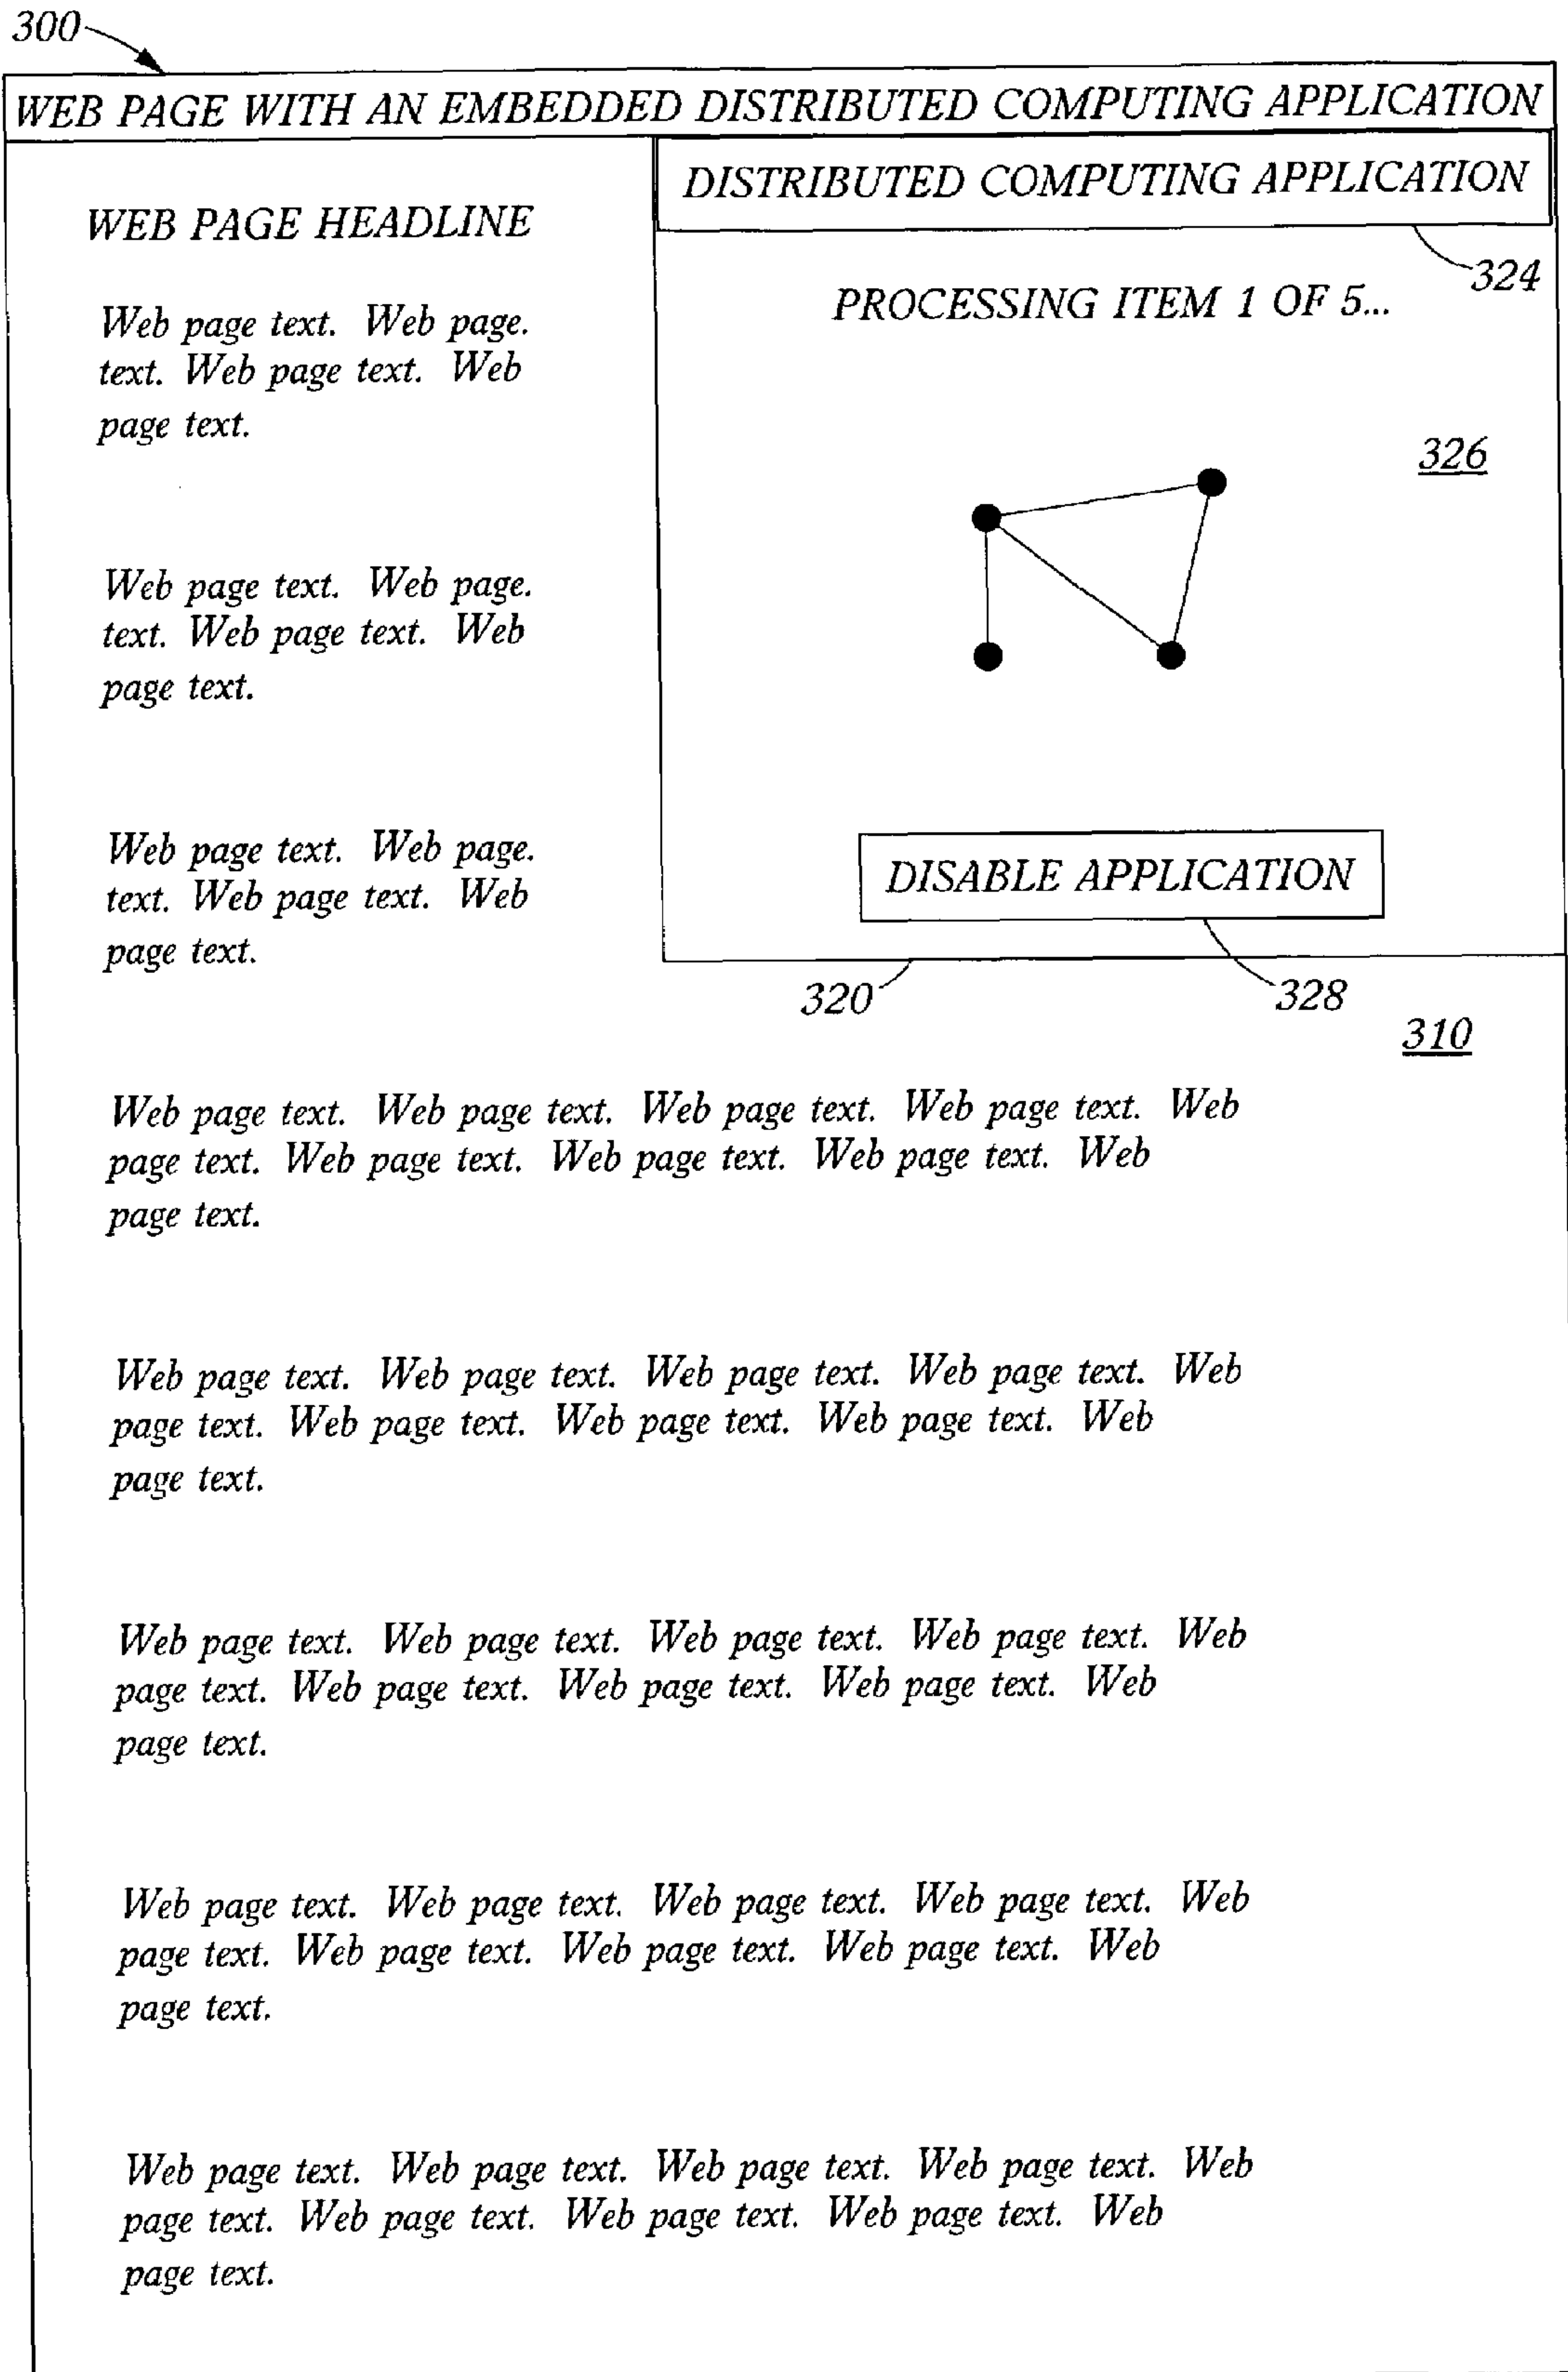 300
WEB PAGE WITH AN EMBEDDED DISTRIBUTED COMPUTING APPLICATION
WEB PAGE HEADLINE
Web page text. Web page.
text. Web page text. Web
page text.
Web page text. Web page.
text. Web page text. Web
page text.
Web page text. Web page.
text. Web page text. Web
page text.
DISTRIBUTED COMPUTING APPLICATION
324
PROCESSING ITEM 1 OF 5...
326
DISABLE APPLICATION
320
328
310
Web page text. Web page text. Web page text. Web page text. Web
page text. Web page text. Web page text. Web page text. Web
page text.
Web page text. Web page text. Web page text. Web page text. Web
page text. Web page text. Web page text. Web page text. Web
page text.
Web page text. Web page text. Web page text. Web page text. Web
page text. Web page text. Web page text. Web page text. Web
page text.
Web page text. Web page text. Web page text. Web page text. Web
page text. Web page text. Web page text. Web page text. Web
page text.
Web page text. Web page text. Web page text. Web page text. Web
page text. Web page text. Web page text. Web page text. Web
page text.